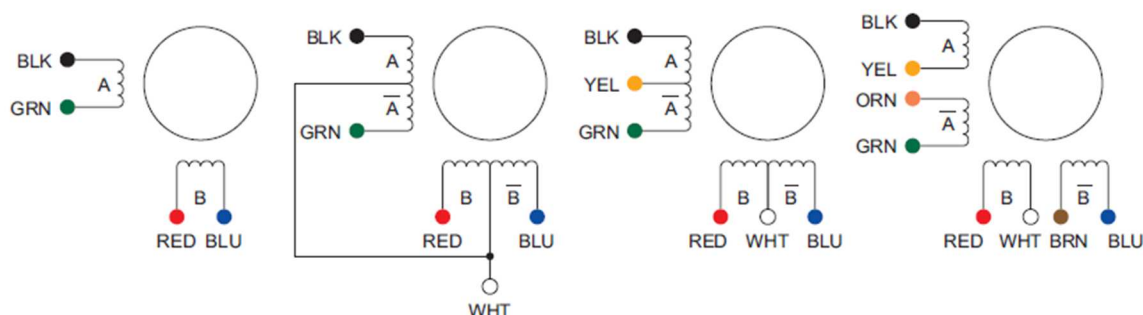 BLK
A
GRN
B
RED BLU
BLK
A
A̅
GRN
B
B̅
RED
BLU
WHT
BLK
A
YEL
A̅
GRN
B
B̅
RED WHT BLU
BLK
A
YEL
ORN
A̅
GRN
B
B̅
RED WHT BRN BLU